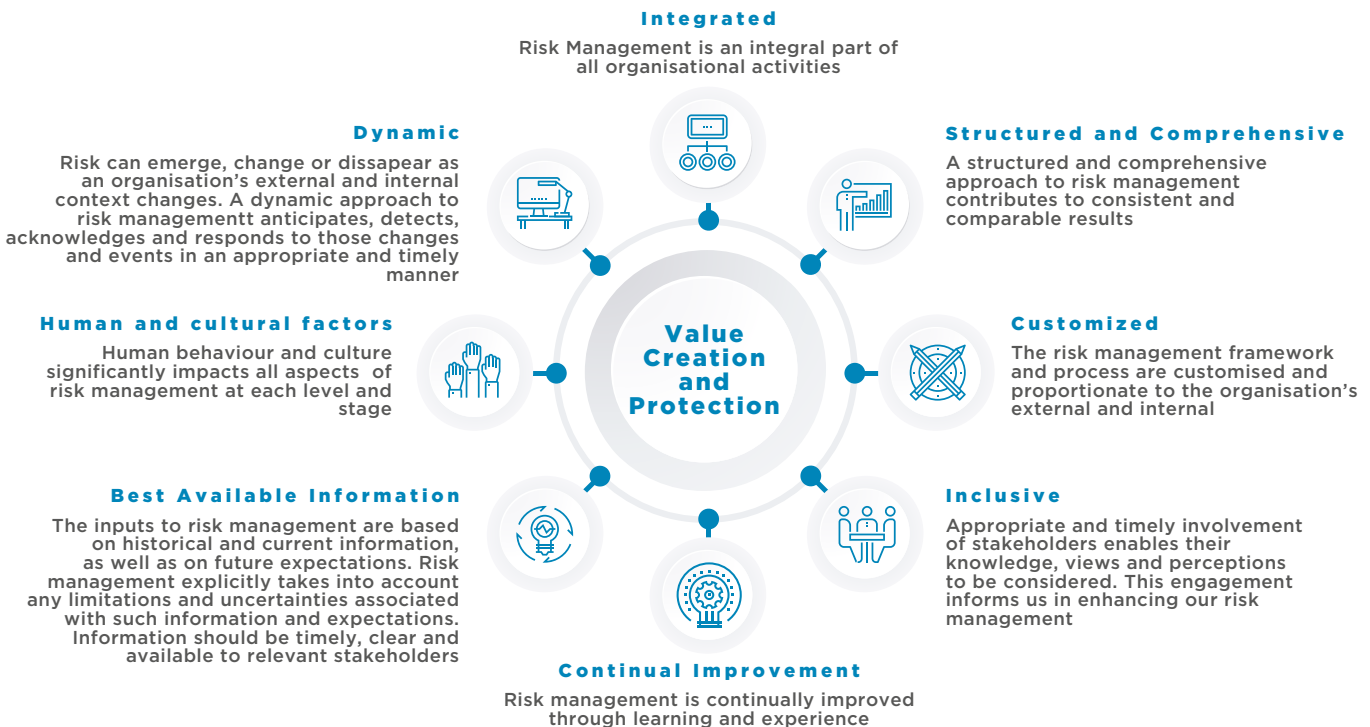 Integrated
Risk Management is an integral part of
all organisational activities
Structured and Comprehensive
A structured and comprehensive
approach to risk management
contributes to consistent and
comparable results
Customized
The risk management framework
and process are customised and
proportionate to the organisation's
external and internal
Inclusive
Appropriate and timely involvement
of stakeholders enables their
knowledge, views and perceptions
to be considered. This engagement
informs us in enhancing our risk
management
Continual Improvement
Risk management is continually improved
through learning and experience
Best Available Information
The inputs to risk management are based
on historical and current information,
as well as on future expectations. Risk
management explicitly takes into account
any limitations and uncertainties associated
with such information and expectations.
Information should be timely, clear and
available to relevant stakeholders
Human and cultural factors
Human behaviour and culture
significantly impacts all aspects of
risk management at each level and
stage
Dynamic
Risk can emerge, change or dissapear as
an organisation's external and internal
context changes. A dynamic approach to
risk managementt anticipates, detects,
acknowledges and responds to those changes
and events in an appropriate and timely
manner
Value
Creation
and
Protection